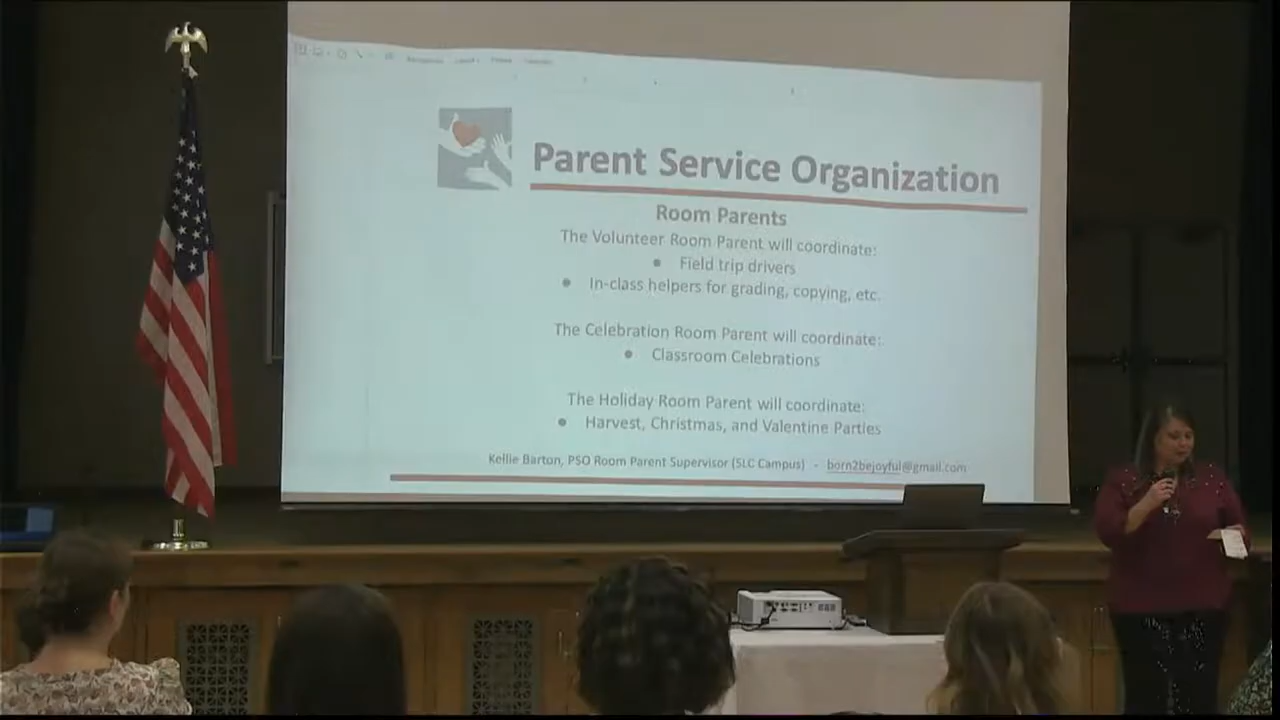 Parent Service Organization
Room Parents
The Volunteer Room Parent will coordinate:
● Field trip drivers
● In-class helpers for grading, copying, etc.
The Celebration Room Parent will coordinate:
● Classroom Celebrations
The Holiday Room Parent will coordinate:
● Harvest, Christmas, and Valentine Parties
Kellie Barton, PSO Room Parent Supervisor (SLC Campus) - born2bejoyful@gmail.com